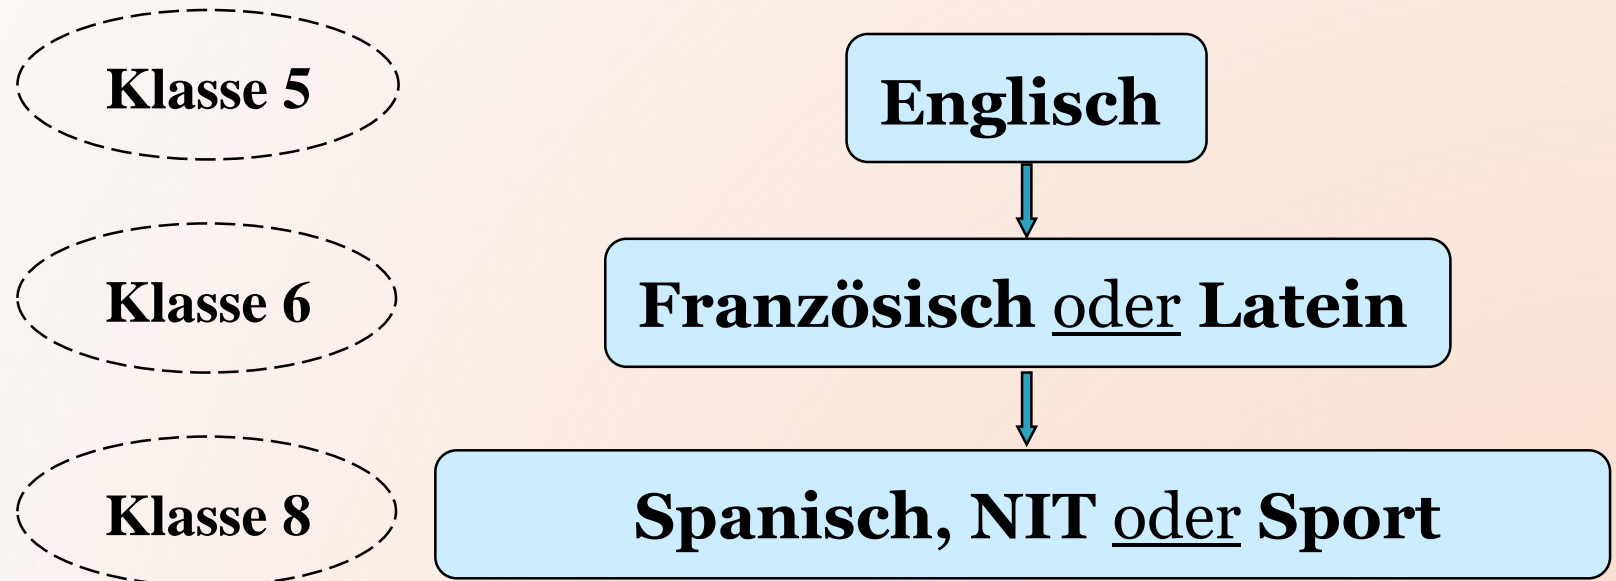 Klasse 5
Englisch
Klasse 6
Französisch oder Latein
Klasse 8
Spanisch, NIT oder Sport